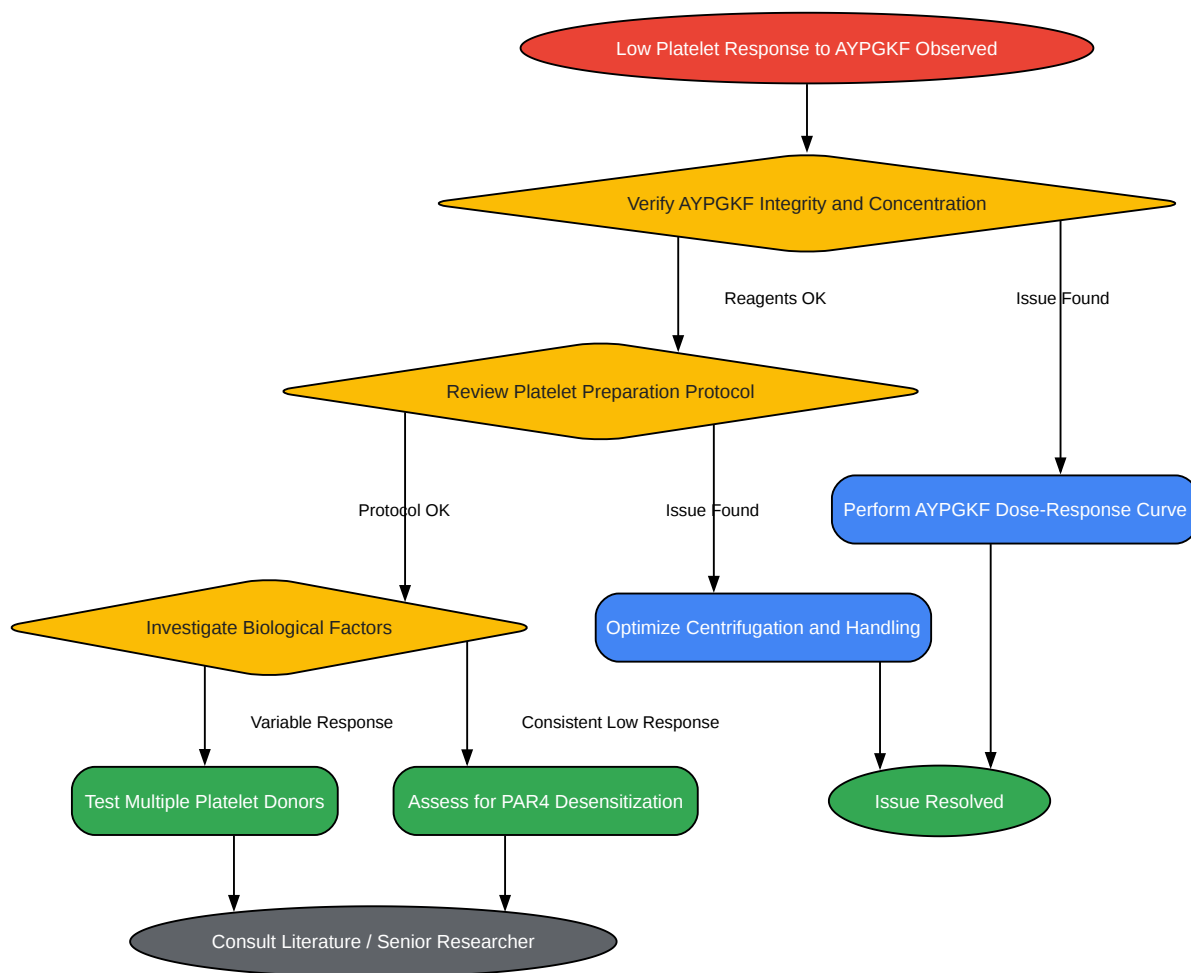 Low Platelet Response to AYPGKF Observed
Verify AYPGKF Integrity and Concentration
Reagents OK
Issue Found
Review Platelet Preparation Protocol
Protocol OK
Issue Found
Perform AYPGKF Dose-Response Curve
Investigate Biological Factors
Optimize Centrifugation and Handling
Variable Response
Consistent Low Response
Test Multiple Platelet Donors
Assess for PAR4 Desensitization
Issue Resolved
Consult Literature / Senior Researcher